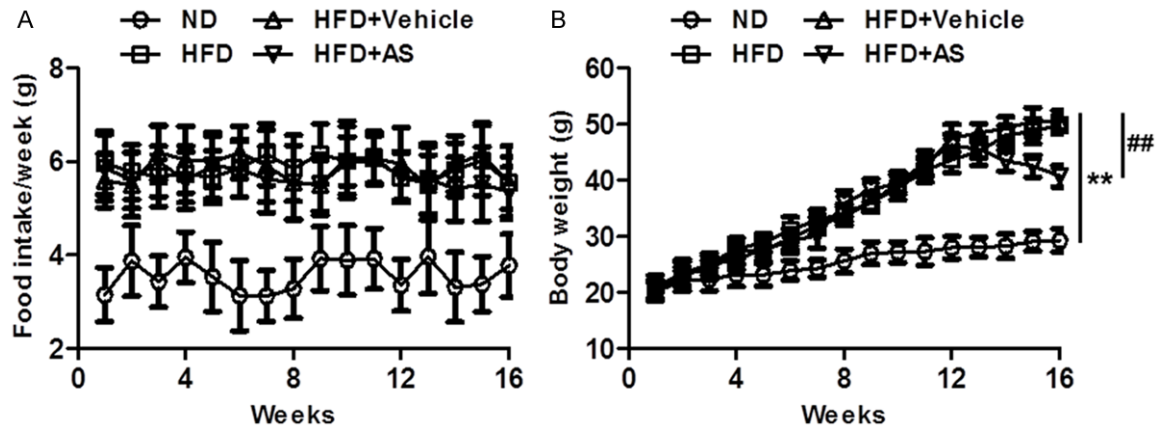 A
ND
HFD+Vehicle
HFD
HFD+AS
Food intake/week (g)
8
6
4
2
0
4
8
12
16
Weeks
B
ND
HFD+Vehicle
HFD
HFD+AS
Body weight (g)
60
50
40
30
20
10
0
4
8
12
16
Weeks
**
##